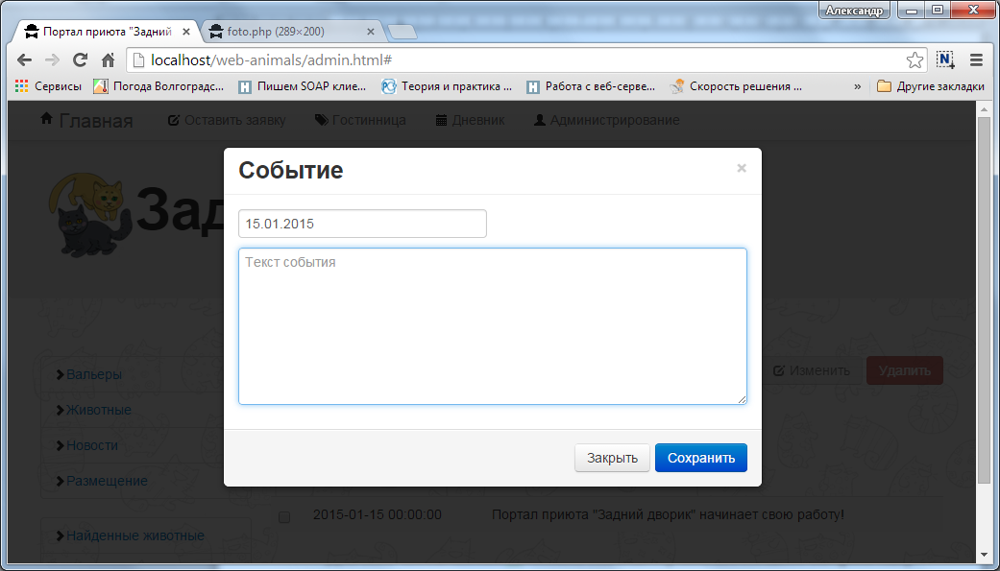 Александр
Портал приюта "Задний
foto.php (289×200)
localhost/web-animals/admin.html#
N
Сервисы
Погода Волгоградс...
Пишем SOAP клие...
Теория и практика ...
Работа с веб-серве...
Скорость решения ...
»
Другие закладки
Главная
Оставить заявку
Гостинница
Дневник
Администрирование
Зад
Событие
×
15.01.2015
Текст события
Закрыть
Сохранить
Изменить
Удалить
Вальеры
Животные
Новости
Размещение
Найденные животные
2015-01-15 00:00:00
Портал приюта "Задний дворик" начинает свою работу!